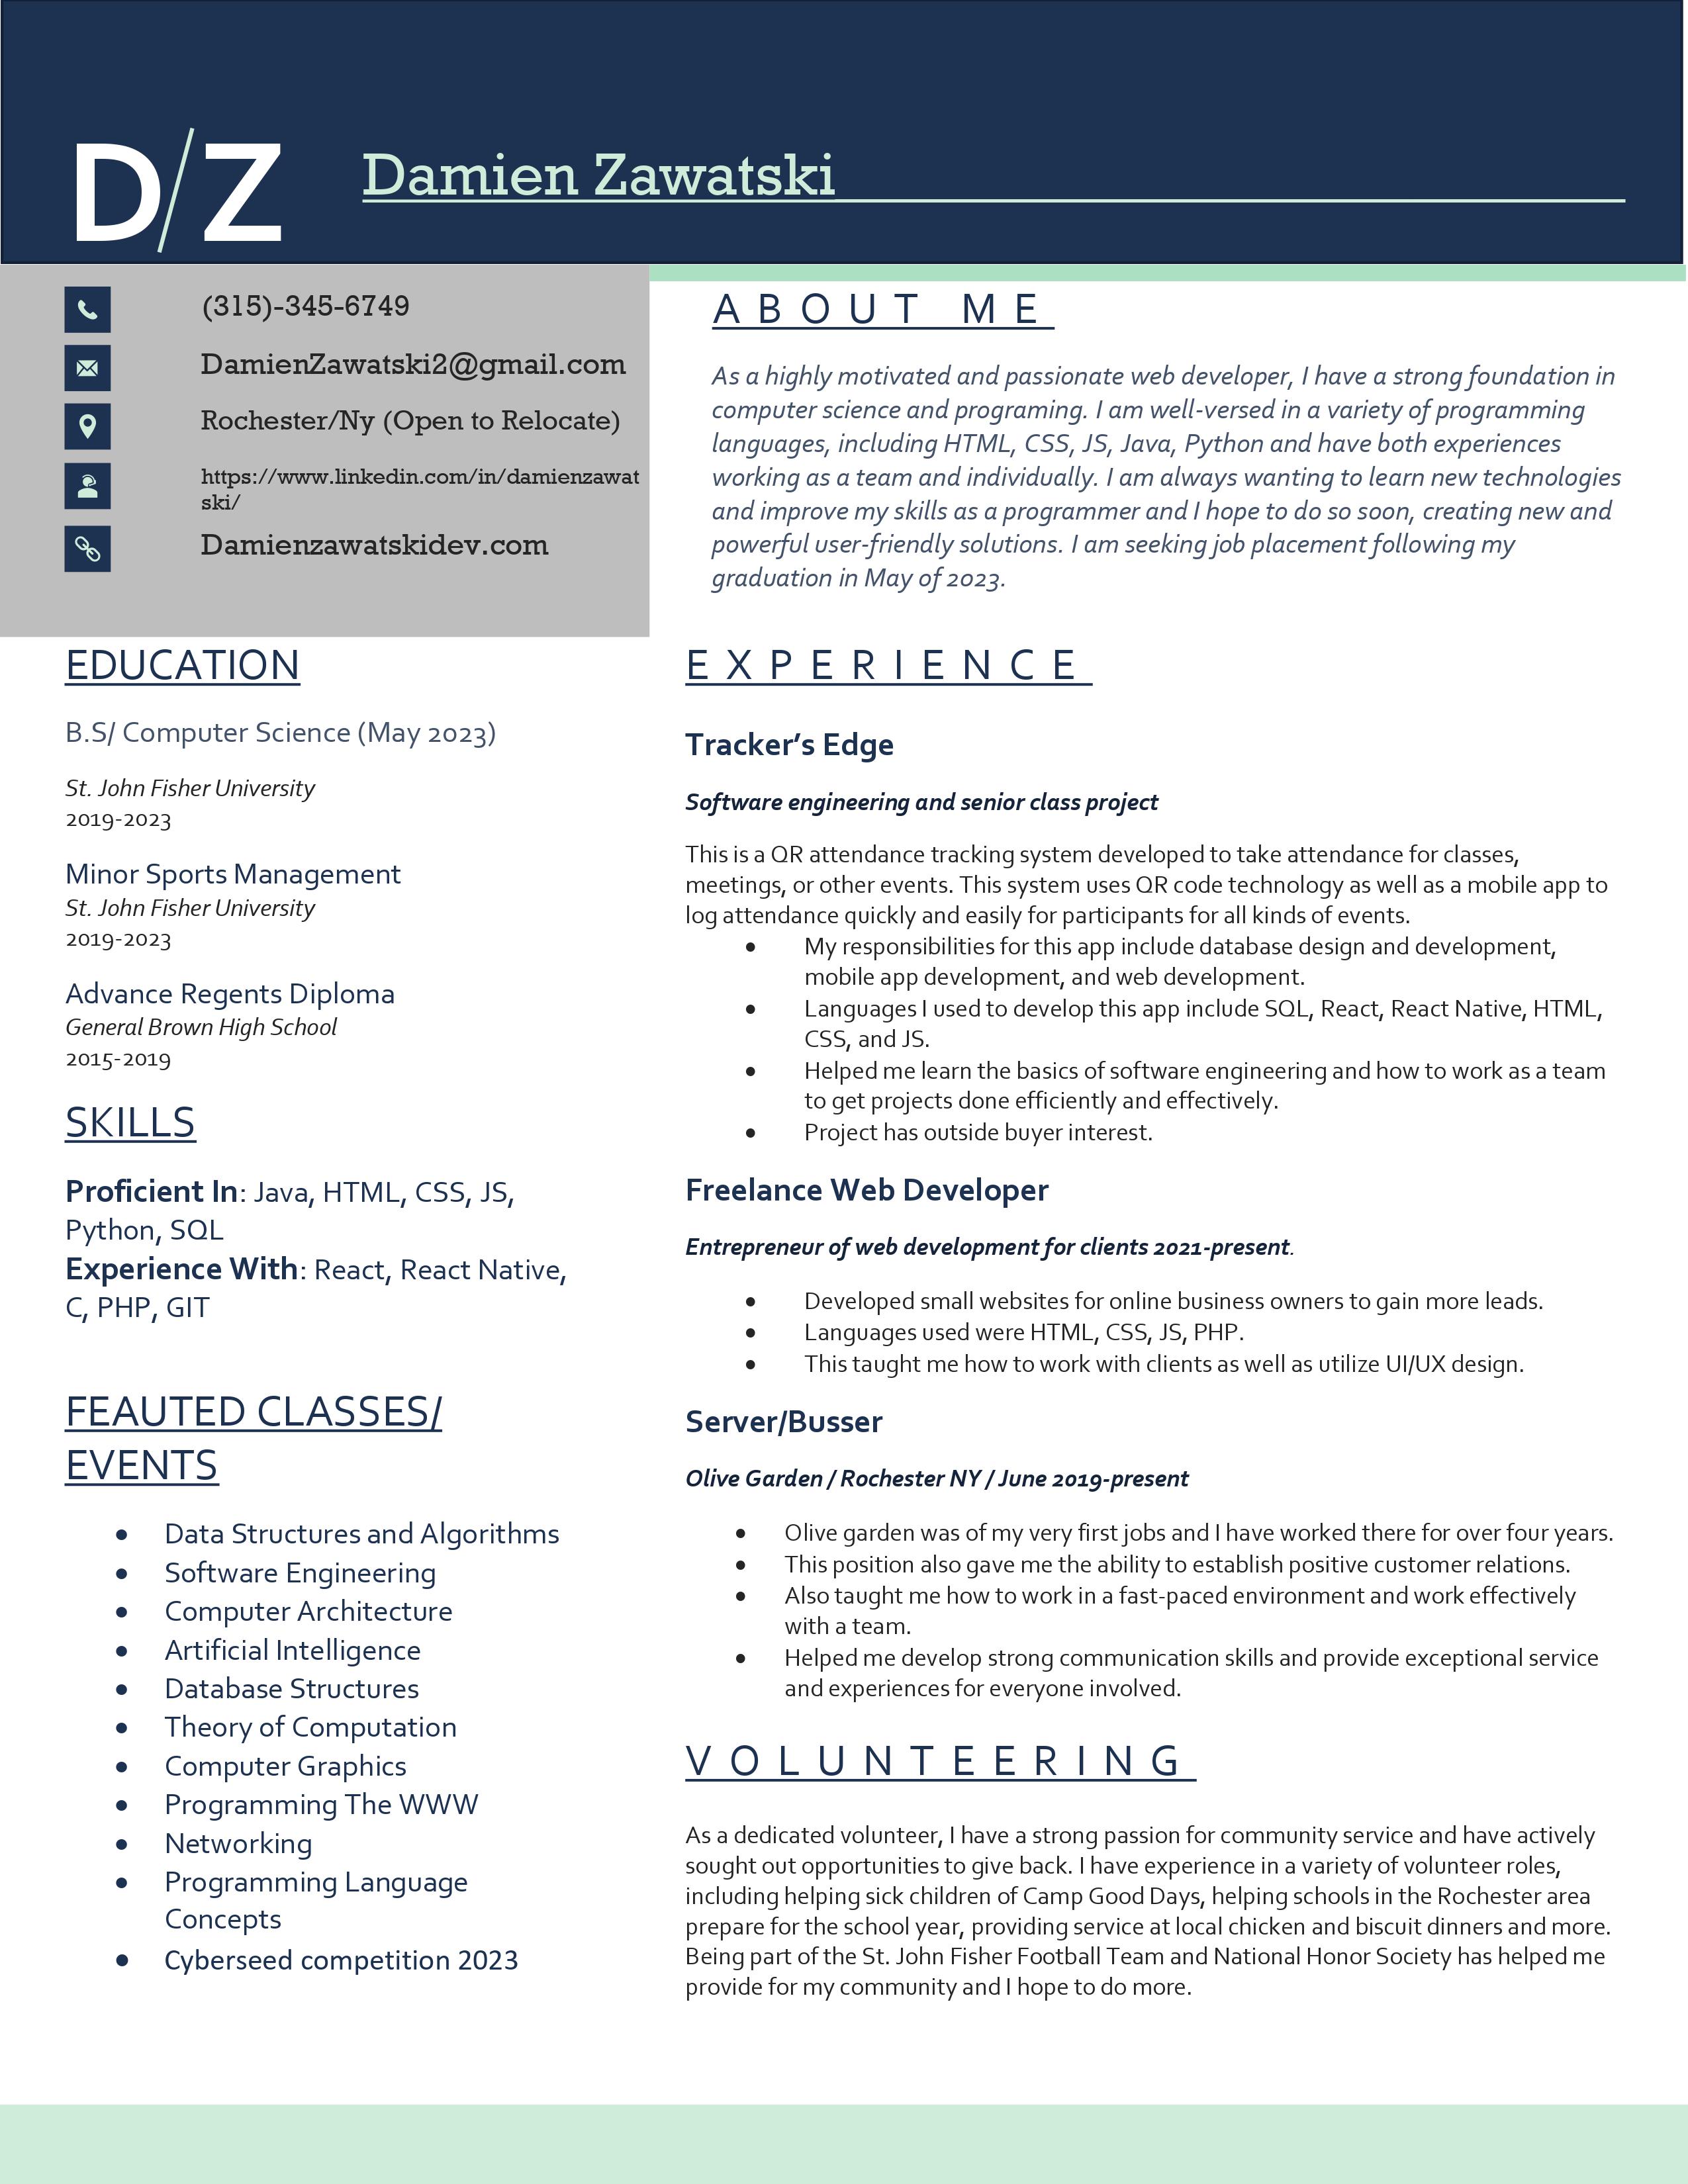 D/Z
Damien Zawatski
(315)-345-6749
DamienZawatski2@gmail.com
Rochester/Ny (Open to Relocate)
https://www.linkedin.com/in/damienzawat
ski/
Damienzawatskidev.com
ABOUT ME
As a highly motivated and passionate web developer, I have a strong foundation in
computer science and programing. I am well-versed in a variety of programming
languages, including HTML, CSS, JS, Java, Python and have both experiences
working as a team and individually. I am always wanting to learn new technologies
and improve my skills as a programmer and I hope to do so soon, creating new and
powerful user-friendly solutions. I am seeking job placement following my
graduation in May of 2023.
EDUCATION
B.S/ Computer Science (May 2023)
St. John Fisher University
2019-2023
Minor Sports Management
St. John Fisher University
2019-2023
Advance Regents Diploma
General Brown High School
2015-2019
SKILLS
Proficient In: Java, HTML, CSS, JS,
Python, SQL
Experience With: React, React Native,
C, PHP, GIT
FEAUTED CLASSES/
EVENTS
• Data Structures and Algorithms
• Software Engineering
• Computer Architecture
• Artificial Intelligence
• Database Structures
• Theory of Computation
• Computer Graphics
• Programming The WWW
• Networking
• Programming Language
Concepts
• Cyberseed competition 2023
EXPERIENCE
Tracker’s Edge
Software engineering and senior class project
This is a QR attendance tracking system developed to take attendance for classes,
meetings, or other events. This system uses QR code technology as well as a mobile app to
log attendance quickly and easily for participants for all kinds of events.
• My responsibilities for this app include database design and development,
mobile app development, and web development.
• Languages I used to develop this app include SQL, React, React Native, HTML,
CSS, and JS.
• Helped me learn the basics of software engineering and how to work as a team
to get projects done efficiently and effectively.
• Project has outside buyer interest.
Freelance Web Developer
Entrepreneur of web development for clients 2021-present.
• Developed small websites for online business owners to gain more leads.
• Languages used were HTML, CSS, JS, PHP.
• This taught me how to work with clients as well as utilize UI/UX design.
Server/Busser
Olive Garden / Rochester NY / June 2019-present
• Olive garden was of my very first jobs and I have worked there for over four years.
• This position also gave me the ability to establish positive customer relations.
• Also taught me how to work in a fast-paced environment and work effectively
with a team.
• Helped me develop strong communication skills and provide exceptional service
and experiences for everyone involved.
VOLUNTEERING
As a dedicated volunteer, I have a strong passion for community service and have actively
sought out opportunities to give back. I have experience in a variety of volunteer roles,
including helping sick children of Camp Good Days, helping schools in the Rochester area
prepare for the school year, providing service at local chicken and biscuit dinners and more.
Being part of the St. John Fisher Football Team and National Honor Society has helped me
provide for my community and I hope to do more.